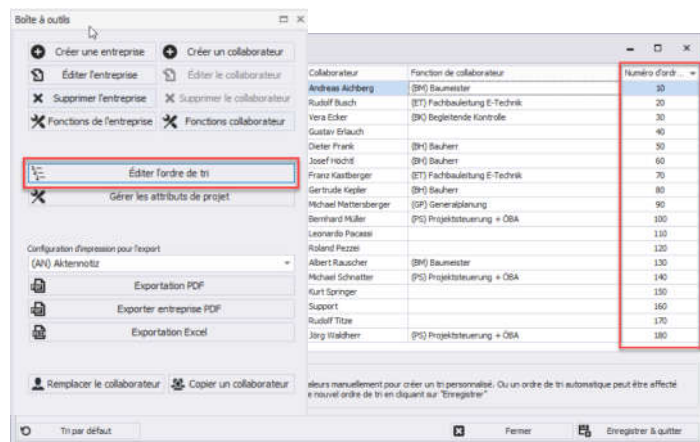 Boîte à outils
Créer une entreprise
Créer un collaborateur
Éditer l'entreprise
Éditer le collaborateur
Supprimer l'entreprise
Supprimer le collaborateur
Fonctions de l'entreprise
Fonctions collaborateur
Éditer l'ordre de tri
Gérer les attributs de projet
Configuration d'impression pour l'export
(AN) Aktennotiz
Exportation PDF
Exporter entreprise PDF
Exportation Excel
Remplacer le collaborateur
Copier un collaborateur
Tri par défaut
Collaborateur Fonction de collaborateur Numéro d'ordr...
Andreas Aichberg (BM) Baumeister 10
Rudolf Busch (ET) Fachbauleitung E-Technik 20
Vera Ecker (BK) Begleitende Kontrolle 30
Gustav Erlauch 40
Dieter Frank (BH) Bauherr 50
Josef Höchtl (BH) Bauherr 60
Franz Kastberger (ET) Fachbauleitung E-Technik 70
Gertrude Kepler (BH) Bauherr 80
Michael Mattersberger (GP) Generalplanung 90
Bernhard Müller (PS) Projektsteuerung + ÖBA 100
Leonardo Pacassi 110
Roland Pezzei 120
Albert Rauscher (BM) Baumeister 130
Michael Schnatter (PS) Projektsteuerung + ÖBA 140
Kurt Springer 150
Support 160
Rudolf Titze 170
Jörg Waldherr (PS) Projektsteuerung + ÖBA 180
aleurs manuellement pour créer un tri personnalisé. Ou un ordre de tri automatique peut être affecté
e nouvel ordre de tri en cliquant sur "Enregistrer"
Fermer
Enregistrer & quitter